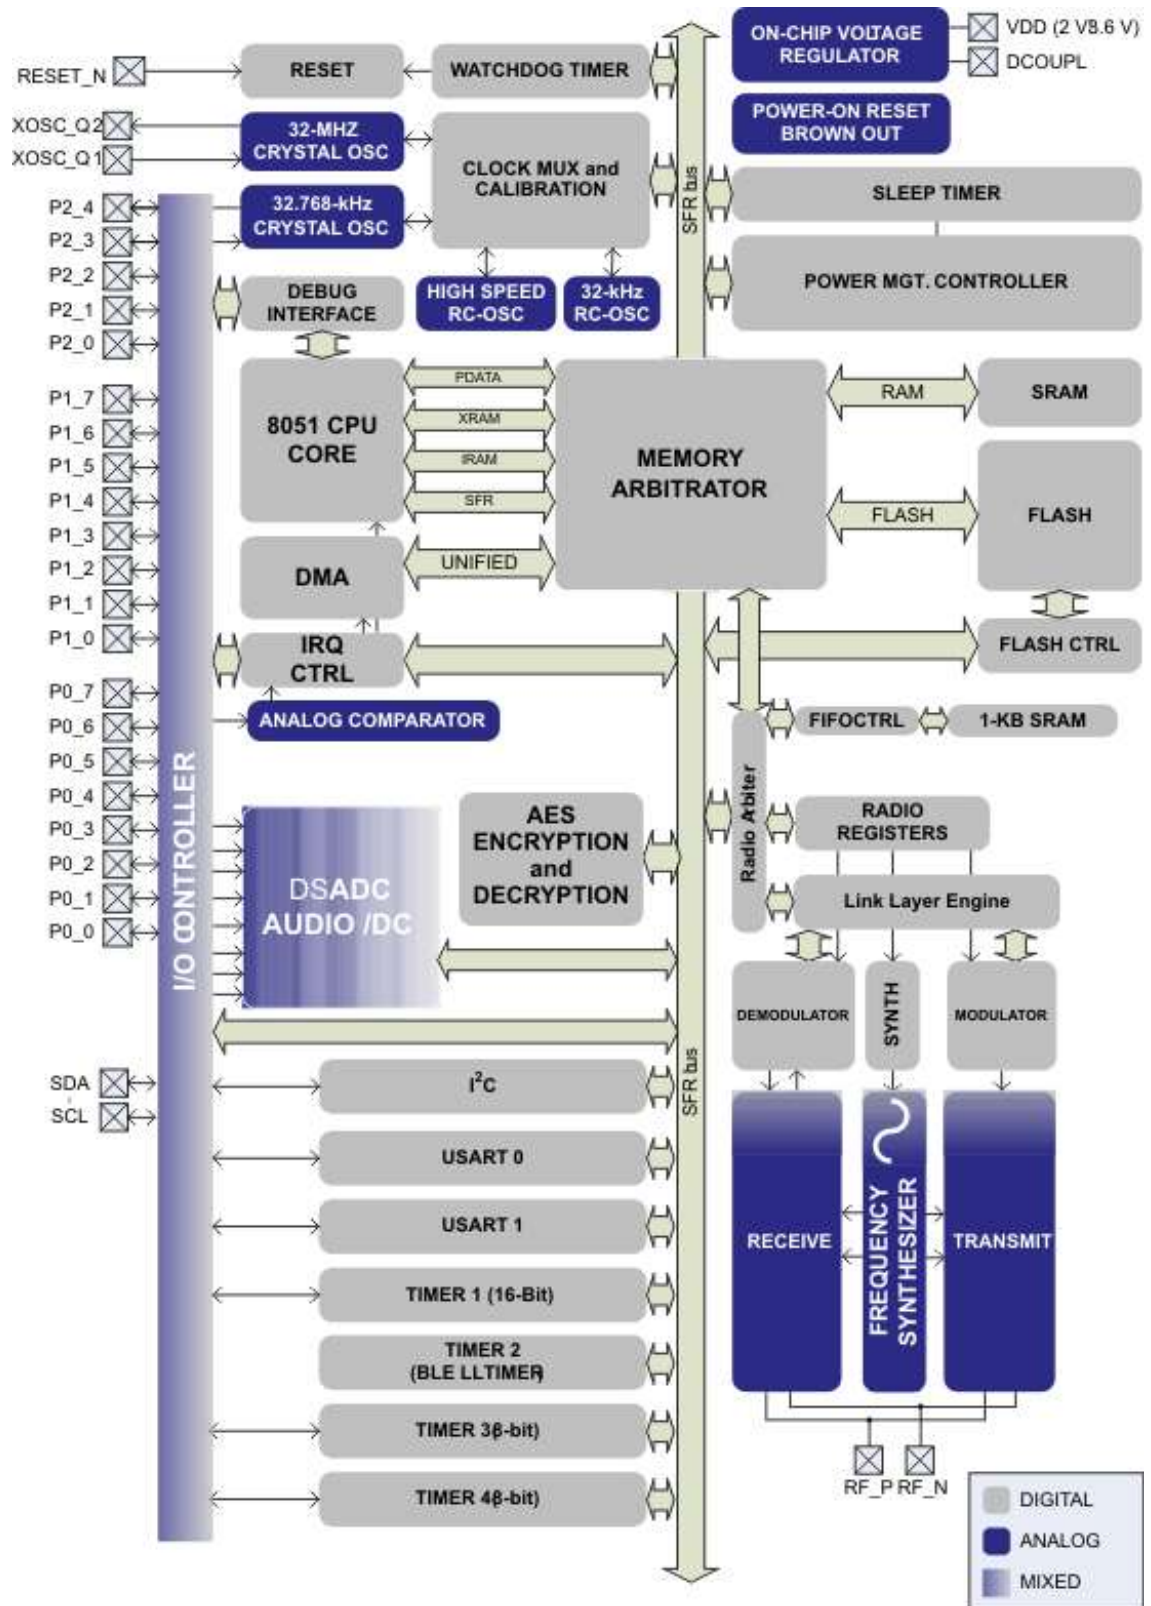 ON-CHIP VOLTAGE
REGULATOR
VDD (2 V3.6 V)
DCOUPL
RESET_N
RESET
WATCHDOG TIMER
POWER-ON RESET
BROWN OUT
XOSC_Q2
XOSC_Q1
32-MHZ
CRYSTAL OSC
CLOCK MUX and
CALIBRATION
SFR bus
SLEEP TIMER
32.768-kHz
CRYSTAL OSC
POWER MGT. CONTROLLER
HIGH SPEED
RC-OSC
32-kHz
RC-OSC
DEBUG
INTERFACE
P2_4
P2_3
P2_2
P2_1
P2_0
P1_7
P1_6
P1_5
P1_4
P1_3
P1_2
P1_1
P1_0
P0_7
P0_6
P0_5
P0_4
P0_3
P0_2
P0_1
P0_0
SDA
SCL
I/O CONTROLLER
8051 CPU
CORE
PDATA
XRAM
IRAM
SFR
UNIFIED
MEMORY
ARBITRATOR
RAM
SRAM
FLASH
FLASH
DMA
IRQ
CTRL
FLASH CTRL
ANALOG COMPARATOR
FIFOCTRL
1-KB SRAM
Radio Arbiter
RADIO
REGISTERS
AES
ENCRYPTION
and
DECRYPTION
DSADC
AUDIO /DC
Link Layer Engine
DEMODULATOR
SYNTH
MODULATOR
SFR bus
I²C
USART 0
USART 1
TIMER 1 (16-Bit)
TIMER 2
(BLE LLTIMER)
TIMER 3(8-bit)
TIMER 4(8-bit)
RECEIVE
FREQUENCY
SYNTHESIZER
TRANSMIT
RF_P
RF_N
DIGITAL
ANALOG
MIXED